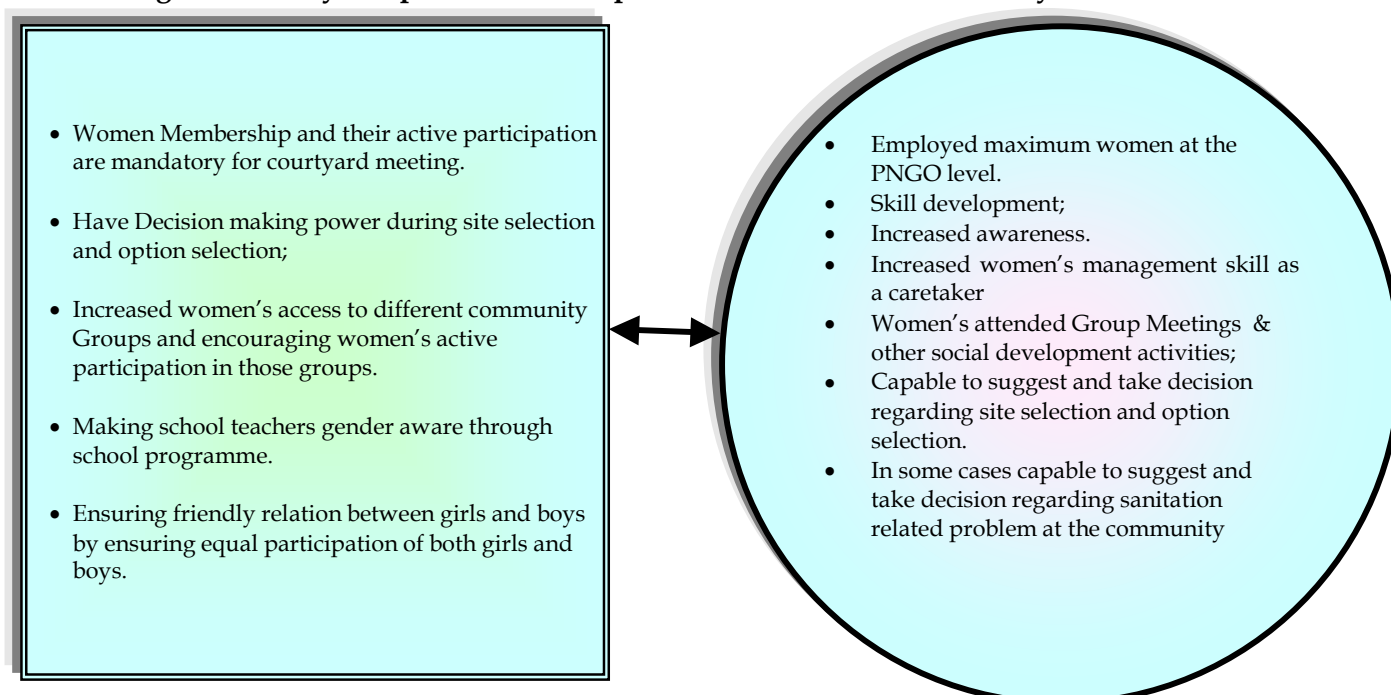 • Women Membership and their active participation
are mandatory for courtyard meeting.
• Have Decision making power during site selection
and option selection;
• Increased women's access to different community
Groups and encouraging women's active
participation in those groups.
• Making school teachers gender aware through
school programme.
• Ensuring friendly relation between girls and boys
by ensuring equal participation of both girls and
boys.
• Employed maximum women at the
PNGO level.
• Skill development;
• Increased awareness.
• Increased women's management skill as
a caretaker
• Women's attended Group Meetings &
other social development activities;
• Capable to suggest and take decision
regarding site selection and option
selection.
• In some cases capable to suggest and
take decision regarding sanitation
related problem at the community